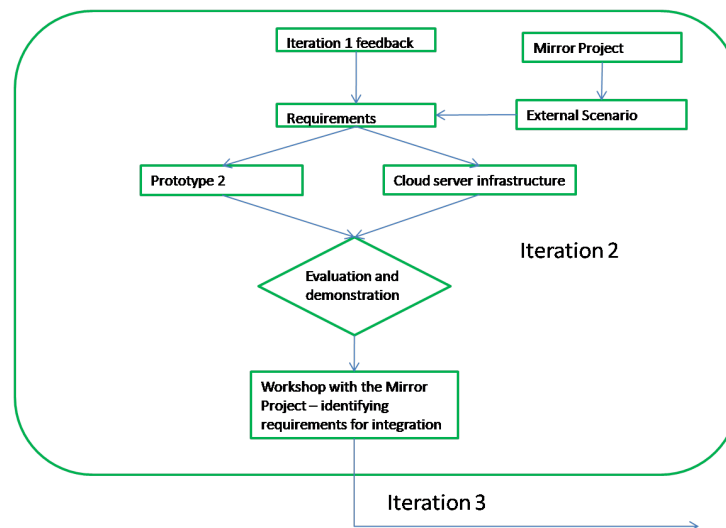 Iteration 1 feedback
Mirror Project
Requirements
External Scenario
Prototype 2
Cloud server infrastructure
Iteration 2
Evaluation and
demonstration
Workshop with the Mirror
Project – identifying
requirements for integration
Iteration 3